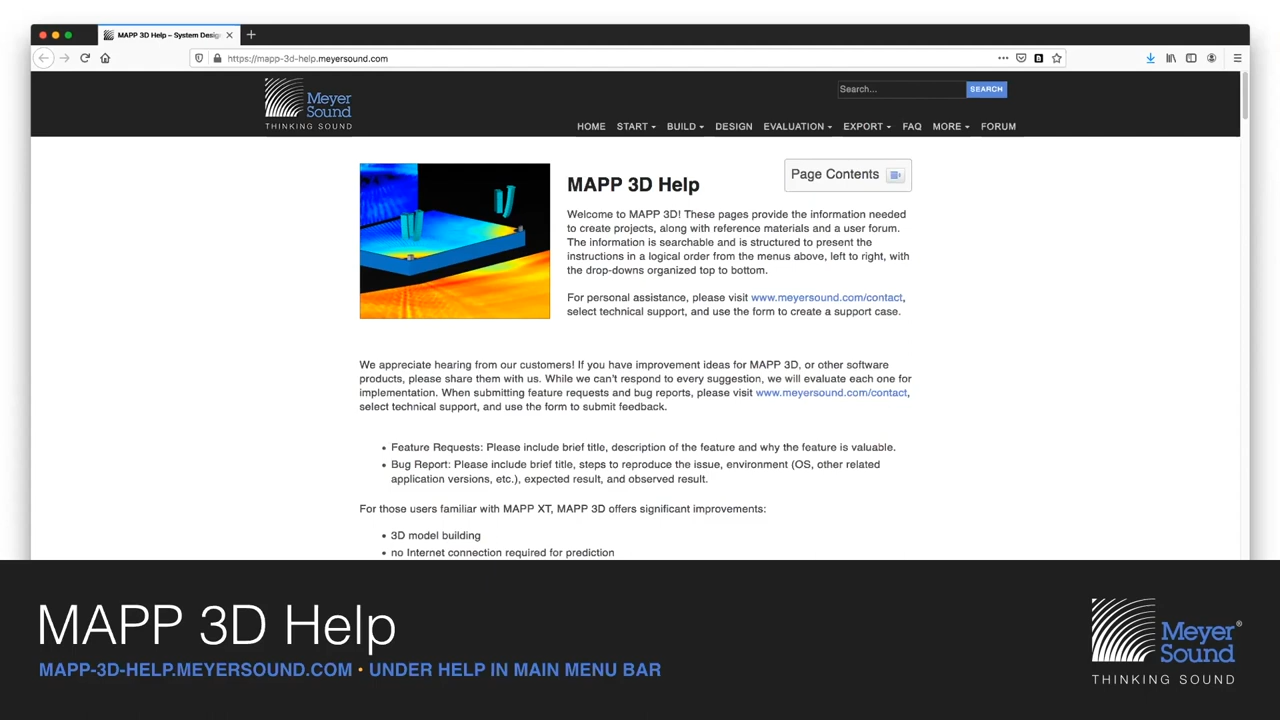 MAPP 3D Help ~ System Desig
https://mapp-3d-help.meyersound.com
Meyer
Sound
THINKING SOUND
Search...
SEARCH
HOME START BUILD DESIGN EVALUATION EXPORT FAQ MORE FORUM
MAPP 3D Help
Page Contents
Welcome to MAPP 3D! These pages provide the information needed
to create projects, along with reference materials and a user forum.
The information is searchable and is structured to present the
instructions in a logical order from the menus above, left to right, with
the drop-downs organized top to bottom.
For personal assistance, please visit www.meyersound.com/contact,
select technical support, and use the form to create a support case.
We appreciate hearing from our customers! If you have improvement ideas for MAPP 3D, or other software
products, please share them with us. While we can't respond to every suggestion, we will evaluate each one for
implementation. When submitting feature requests and bug reports, please visit www.meyersound.com/contact,
select technical support, and use the form to submit feedback.
• Feature Requests: Please include brief title, description of the feature and why the feature is valuable.
• Bug Report: Please include brief title, steps to reproduce the issue, environment (OS, other related
application versions, etc.), expected result, and observed result.
For those users familiar with MAPP XT, MAPP 3D offers significant improvements:
• 3D model building
• no Internet connection required for prediction
MAPP 3D Help
MAPP-3D-HELP.MEYERSOUND.COM • UNDER HELP IN MAIN MENU BAR
Meyer®
Sound
THINKING SOUND